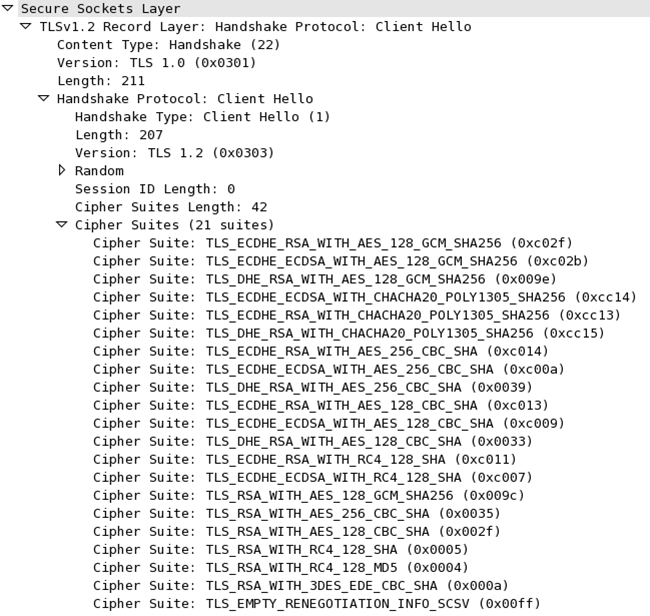 Secure Sockets Layer
TLSv1.2 Record Layer: Handshake Protocol: Client Hello
Content Type: Handshake (22)
Version: TLS 1.0 (0x0301)
Length: 211
Handshake Protocol: Client Hello
Handshake Type: Client Hello (1)
Length: 207
Version: TLS 1.2 (0x0303)
Random
Session ID Length: 0
Cipher Suites Length: 42
Cipher Suites (21 suites)
Cipher Suite: TLS_ECDHE_RSA_WITH_AES_128_GCM_SHA256 (0xc02f)
Cipher Suite: TLS_ECDHE_ECDSA_WITH_AES_128_GCM_SHA256 (0xc02b)
Cipher Suite: TLS_DHE_RSA_WITH_AES_128_GCM_SHA256 (0x009e)
Cipher Suite: TLS_ECDHE_ECDSA_WITH_CHACHA20_POLY1305_SHA256 (0xcc14)
Cipher Suite: TLS_ECDHE_RSA_WITH_CHACHA20_POLY1305_SHA256 (0xcc13)
Cipher Suite: TLS_DHE_RSA_WITH_CHACHA20_POLY1305_SHA256 (0xcc15)
Cipher Suite: TLS_ECDHE_RSA_WITH_AES_256_CBC_SHA (0xc014)
Cipher Suite: TLS_ECDHE_ECDSA_WITH_AES_256_CBC_SHA (0xc00a)
Cipher Suite: TLS_DHE_RSA_WITH_AES_256_CBC_SHA (0x0039)
Cipher Suite: TLS_ECDHE_RSA_WITH_AES_128_CBC_SHA (0xc013)
Cipher Suite: TLS_ECDHE_ECDSA_WITH_AES_128_CBC_SHA (0xc009)
Cipher Suite: TLS_DHE_RSA_WITH_AES_128_CBC_SHA (0x0033)
Cipher Suite: TLS_ECDHE_RSA_WITH_RC4_128_SHA (0xc011)
Cipher Suite: TLS_ECDHE_ECDSA_WITH_RC4_128_SHA (0xc007)
Cipher Suite: TLS_RSA_WITH_AES_128_GCM_SHA256 (0x009c)
Cipher Suite: TLS_RSA_WITH_AES_256_CBC_SHA (0x0035)
Cipher Suite: TLS_RSA_WITH_AES_128_CBC_SHA (0x002f)
Cipher Suite: TLS_RSA_WITH_RC4_128_SHA (0x0005)
Cipher Suite: TLS_RSA_WITH_RC4_128_MD5 (0x0004)
Cipher Suite: TLS_RSA_WITH_3DES_EDE_CBC_SHA (0x000a)
Cipher Suite: TLS_EMPTY_RENEGOTIATION_INFO_SCSV (0x00ff)